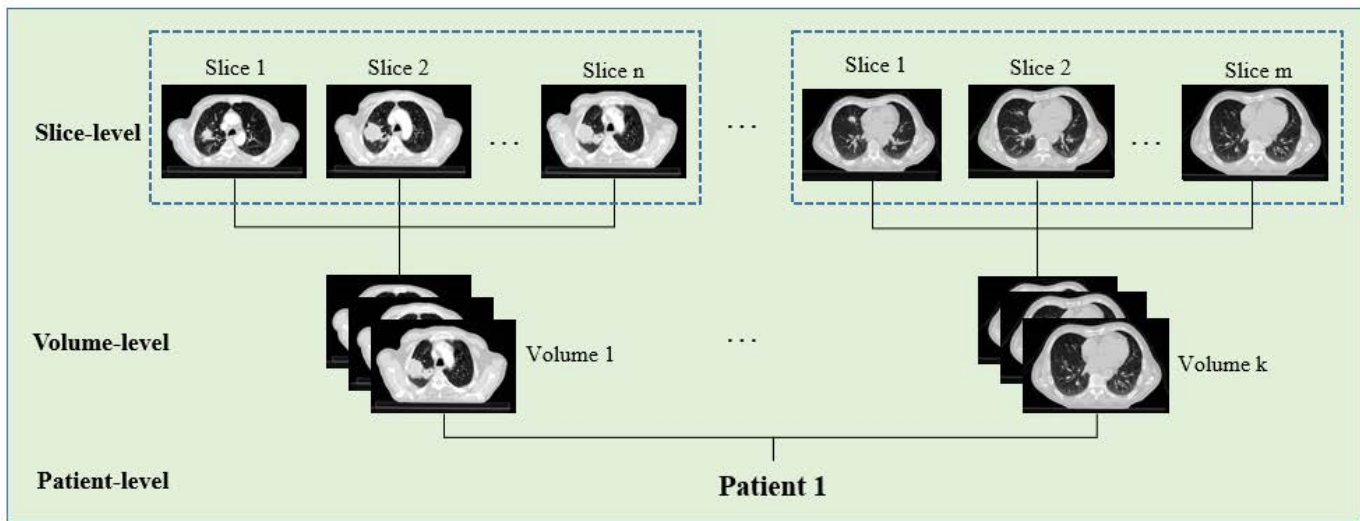 Slice 1
Slice 2
Slice n
Slice 1
Slice 2
Slice m
Slice-level
...
...
...
Volume-level
Volume 1
...
Volume k
Patient-level
Patient 1